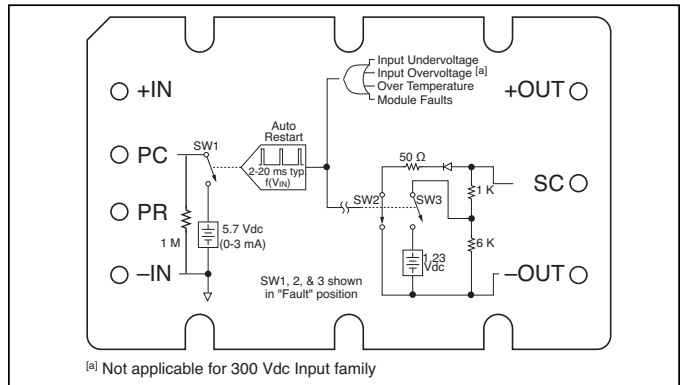 Input Undervoltage
Input Overvoltage [a]
Over Temperature
Module Faults
+IN
+OUT
Auto
Restart
PC
SW1
2-20 ms typ.
f(VIN)
50 Ω
SC
1 K
PR
SW2
SW3
5.7 Vdc
(0-3 mA)
1 M
6 K
1.23
Vdc
–IN
SW1, 2, & 3 shown
in "Fault" position
–OUT
[a] Not applicable for 300 Vdc Input family